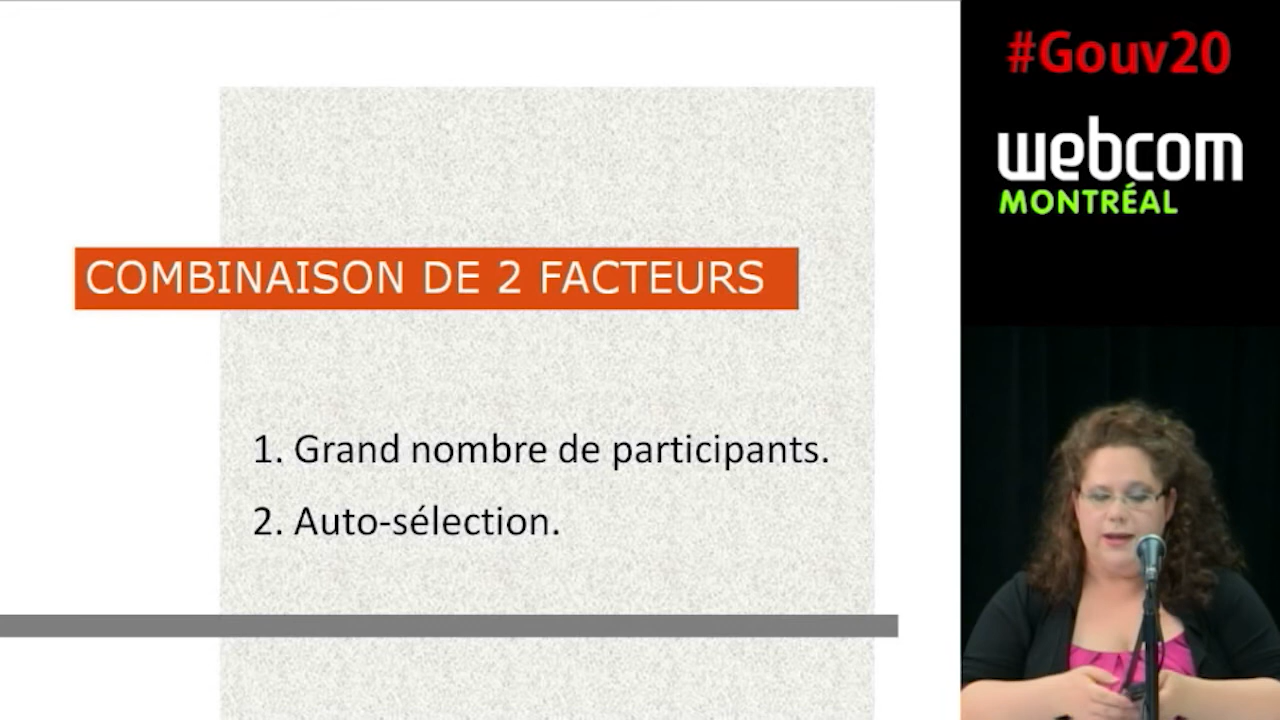 #Gouv20
webcom
MONTRÉAL
COMBINAISON DE 2 FACTEURS
1. Grand nombre de participants.
2. Auto-sélection.